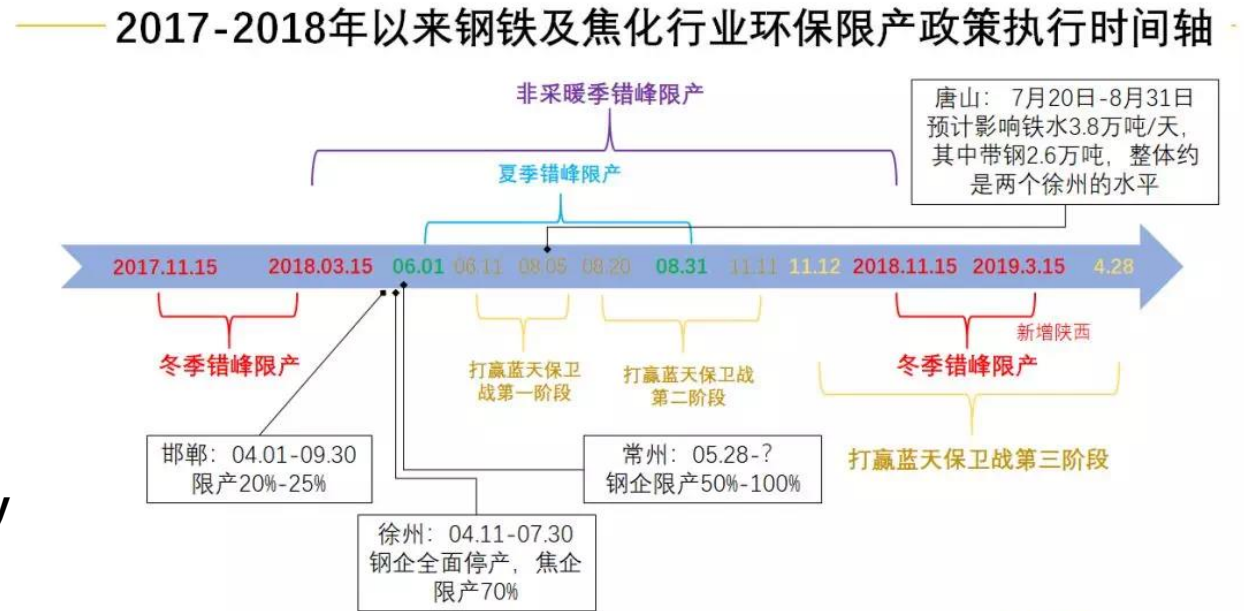 2017-2018年以来钢铁及焦化行业环保限产政策执行时间轴
非采暖季错峰限产
唐山： 7月20日-8月31日
预计影响铁水3.8万吨/天，
其中带钢2.6万吨，整体约
是两个徐州的水平
夏季错峰限产
2017.11.15 2018.03.15 06.01 06.11 08.05 08.20 08.31 11.11 11.12 2018.11.15 2019.3.15 4.28
新增陕西
冬季错峰限产
打赢蓝天保卫
战第一阶段
打赢蓝天保卫战
第二阶段
冬季错峰限产
打赢蓝天保卫战第三阶段
邯郸：04.01-09.30
限产20%-25%
常州：05.28-？
钢企限产50%-100%
徐州：04.11-07.30
钢企全面停产，焦企
限产70%
y